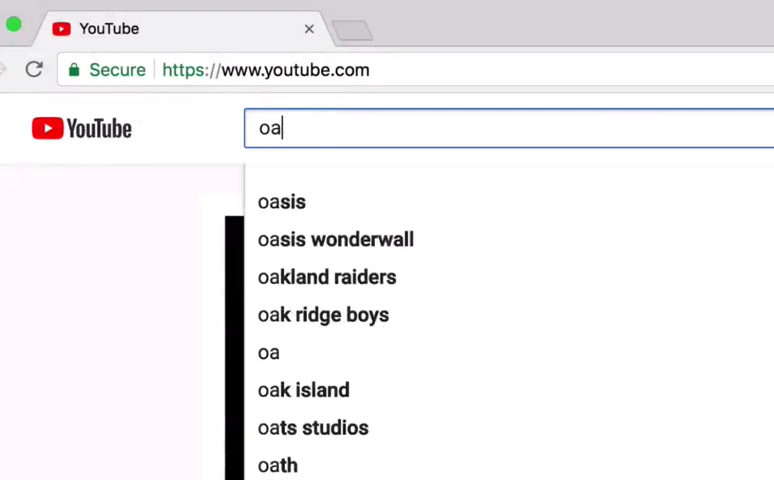 YouTube
Secure https://www.youtube.com
YouTube oa
oasis
oasis wonderwall
oakland raiders
oak ridge boys
oa
oak island
oats studios
oath